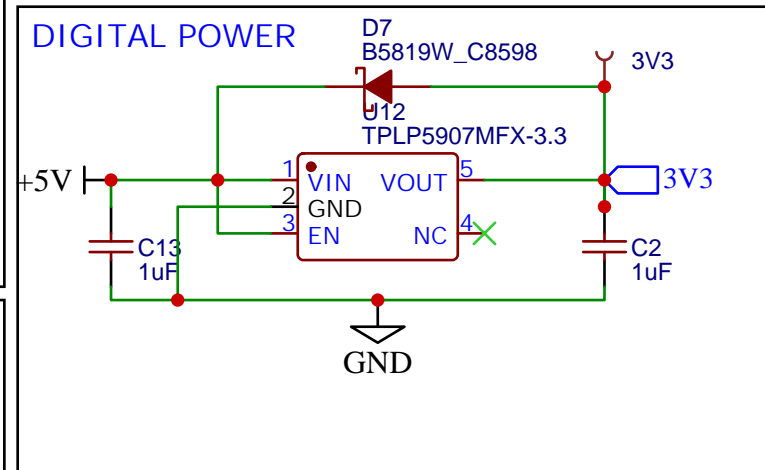 DIGITAL POWER
D7
B5819W_C8598
3V3
U12
TPLP5907MFX-3.3
+5V
1
VIN
VOUT
5
3V3
2
GND
3
EN
NC
4
C13
1uF
C2
1uF
GND